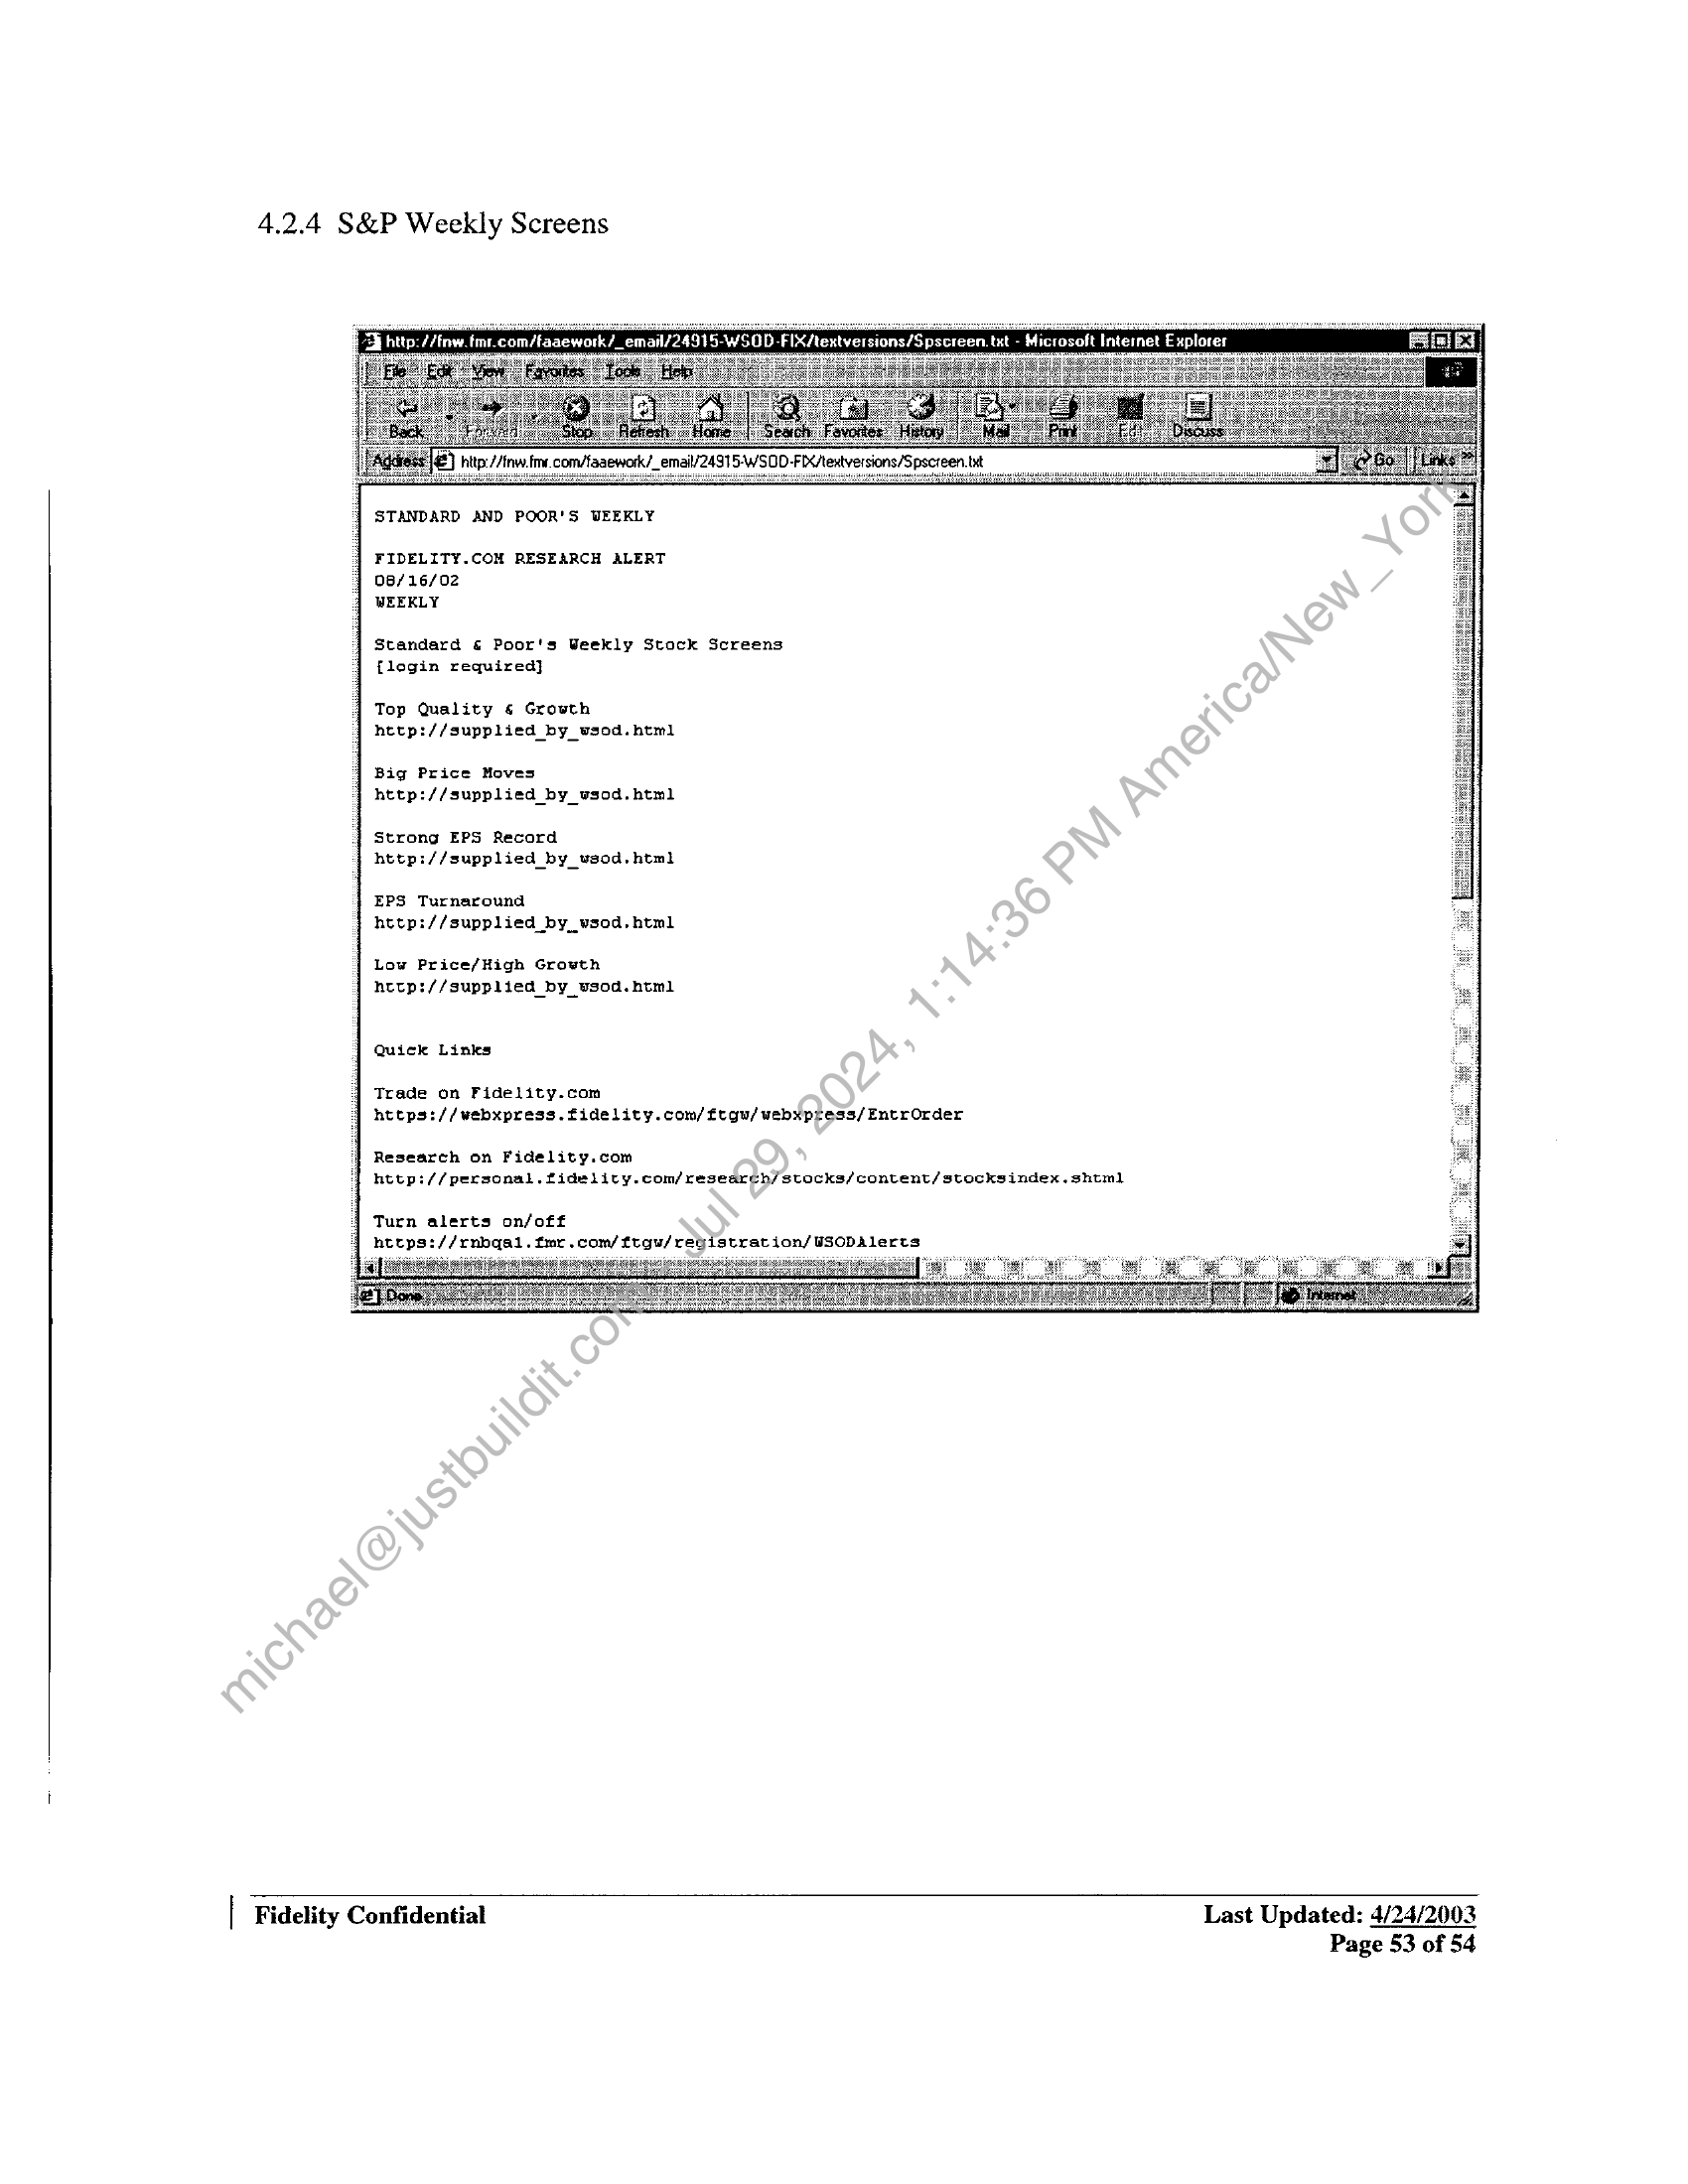 4.2.4 S&P Weekly Screens
http://fnw.fmr.com/faaework/_email/24915-WSOD-FIX/textversions/Spscreen.txt - Microsoft Internet Explorer
File Edit View Favorites Tools Help
Back Forward Stop Refresh Home Search Favorites History Mail Print Edit Discuss
Address http://fnw.fmr.com/faaework/_email/24915-WSOD-FIX/textversions/Spscreen.txt Go Links »
STANDARD AND POOR'S WEEKLY
FIDELITY.COM RESEARCH ALERT
08/16/02
WEEKLY
Standard & Poor's Weekly Stock Screens
[login required]
Top Quality & Growth
http://supplied_by_wsod.html
Big Price Moves
http://supplied_by_wsod.html
Strong EPS Record
http://supplied_by_wsod.html
EPS Turnaround
http://supplied_by_wsod.html
Low Price/High Growth
http://supplied_by_wsod.html
Quick Links
Trade on Fidelity.com
https://webxpress.fidelity.com/ftgw/webxpress/EntrOrder
Research on Fidelity.com
http://personal.fidelity.com/research/stocks/content/stocksindex.shtml
Turn alerts on/off
https://rnbqa1.fmr.com/ftgw/registration/WSODAlerts
Done Internet
michael@justbuildit.com Jul 29, 2024, 1:14:36 PM America/New_York
Fidelity Confidential Last Updated: 4/24/2003
Page 53 of 54